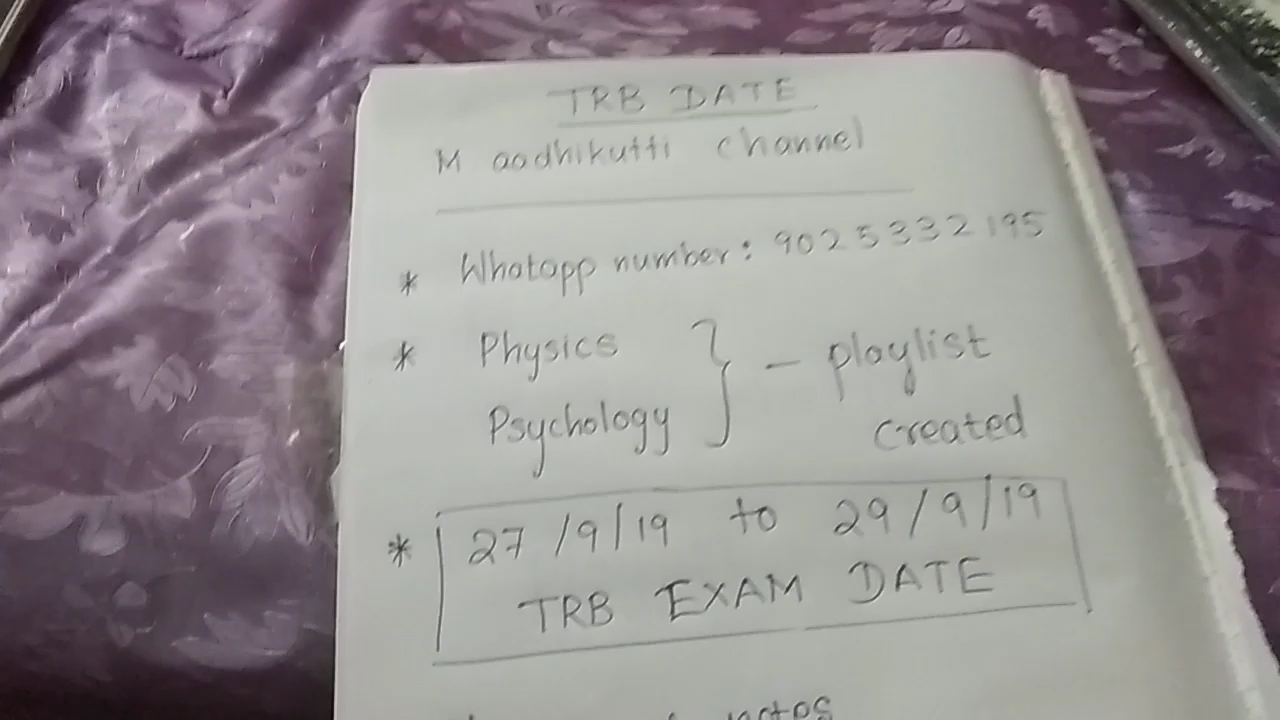 TRB DATE
M aadhikutti channel
* Whatapp number: 9025332195
* Physics } - playlist
Psychology created
* 27/9/19 to 29/9/19
TRB EXAM DATE
notes